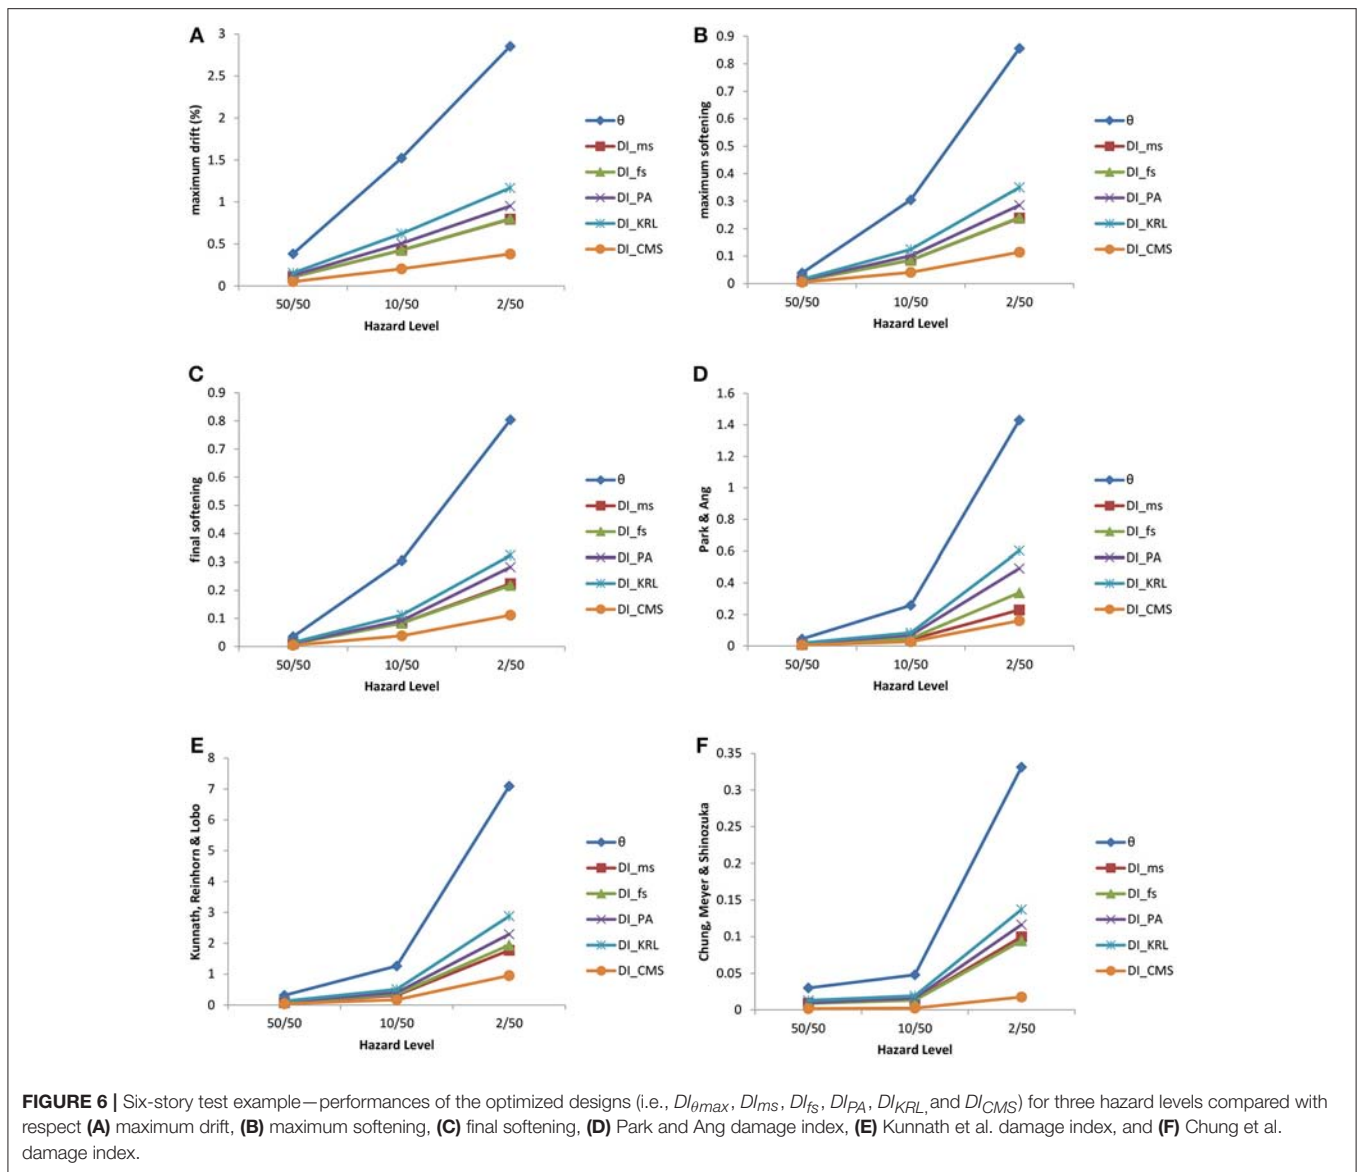 A
3
2.5
2
1.5
1
0.5
0
maximum drift (%)
50/50 10/50 2/50
Hazard Level
θ
DI_ms
DI_fs
DI_PA
DI_KRL
DI_CMS
B
0.9
0.8
0.7
0.6
0.5
0.4
0.3
0.2
0.1
0
maximum softening
50/50 10/50 2/50
Hazard Level
θ
DI_ms
DI_fs
DI_PA
DI_KRL
DI_CMS
C
0.9
0.8
0.7
0.6
0.5
0.4
0.3
0.2
0.1
0
final softening
50/50 10/50 2/50
Hazard Level
θ
DI_ms
DI_fs
DI_PA
DI_KRL
DI_CMS
D
1.6
1.4
1.2
1
0.8
0.6
0.4
0.2
0
Park & Ang
50/50 10/50 2/50
Hazard Level
θ
DI_ms
DI_fs
DI_PA
DI_KRL
DI_CMS
E
8
7
6
5
4
3
2
1
0
Kunnath, Reinhorn & Lobo
50/50 10/50 2/50
Hazard Level
θ
DI_ms
DI_fs
DI_PA
DI_KRL
DI_CMS
F
0.35
0.3
0.25
0.2
0.15
0.1
0.05
0
Chung, Meyer & Shinozuka
50/50 10/50 2/50
Hazard Level
θ
DI_ms
DI_fs
DI_PA
DI_KRL
DI_CMS
FIGURE 6 | Six-story test example—performances of the optimized designs (i.e., DIθmax, DIms, DIfs, DIPA, DIKRL, and DICMS) for three hazard levels compared with
respect (A) maximum drift, (B) maximum softening, (C) final softening, (D) Park and Ang damage index, (E) Kunnath et al. damage index, and (F) Chung et al.
damage index.